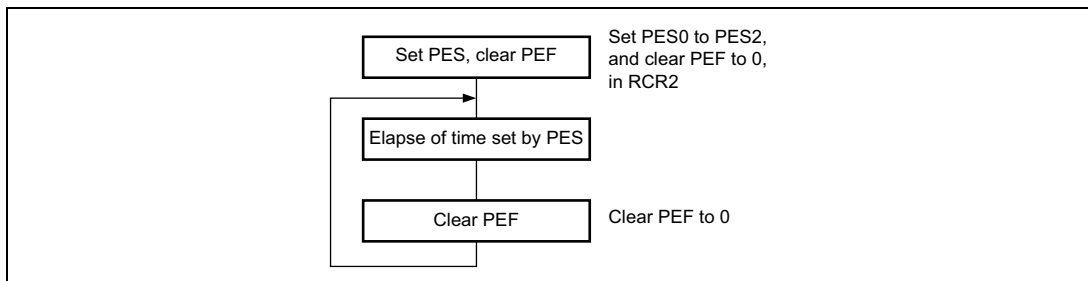 Set PES, clear PEF
Set PES0 to PES2,
and clear PEF to 0,
in RCR2
Elapse of time set by PES
Clear PEF
Clear PEF to 0